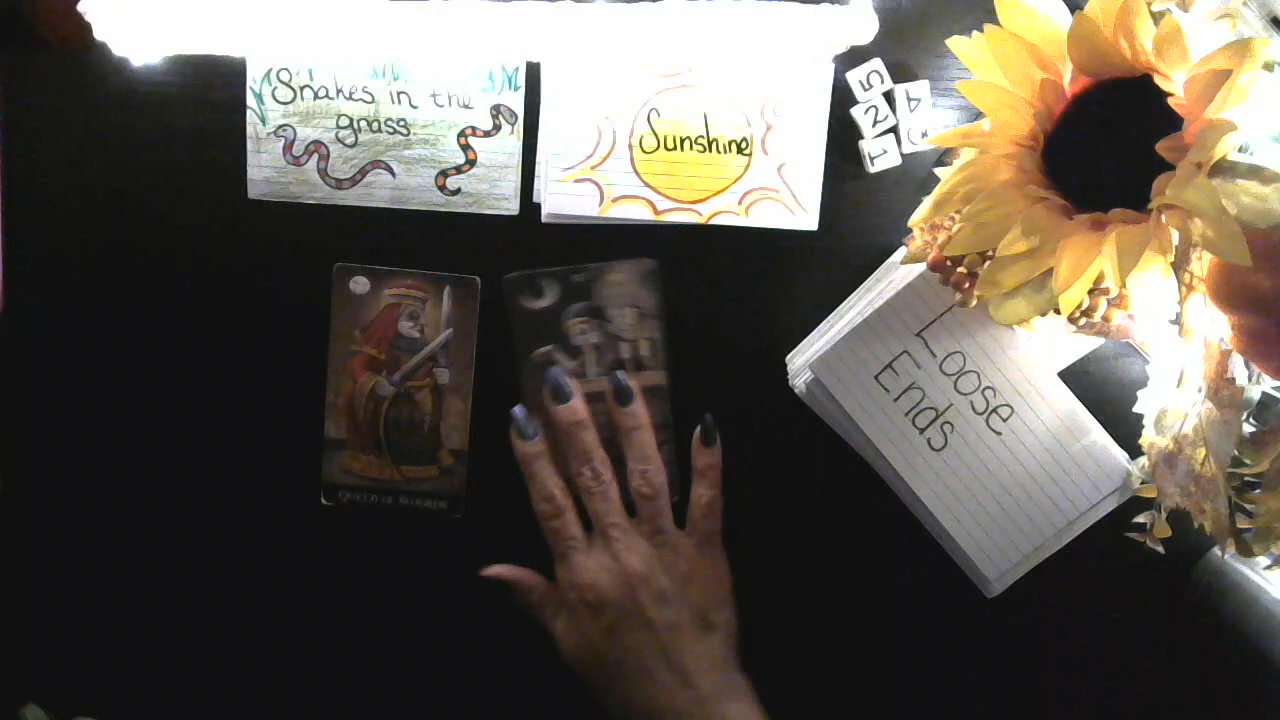 Snakes in the
grass
Sunshine
5
2
1
4
Loose
Ends
QUEEN OF SWORDS